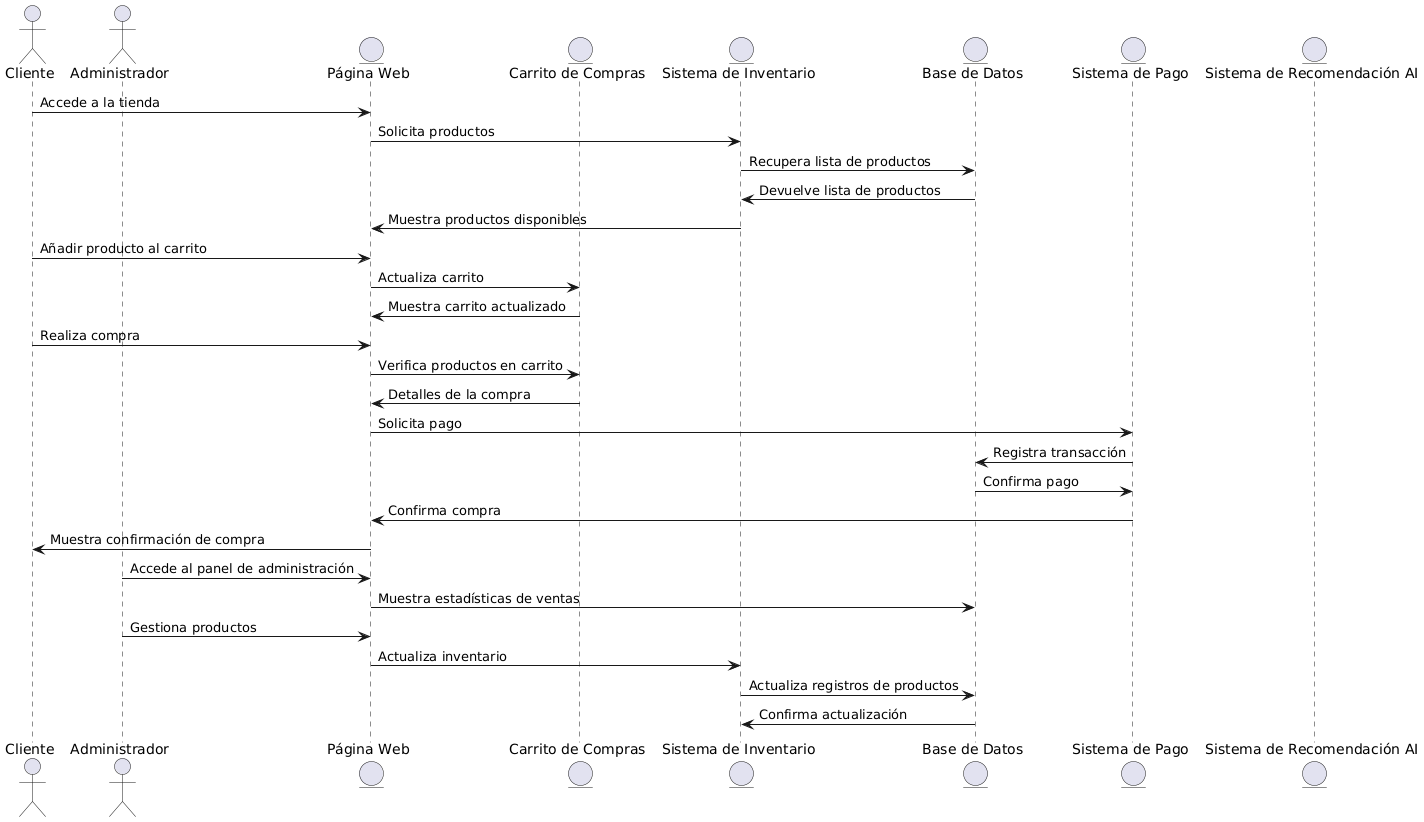 Cliente Administrador Página Web Carrito de Compras Sistema de Inventario Base de Datos Sistema de Pago Sistema de Recomendación AI
Accede a la tienda
Solicita productos
Recupera lista de productos
Devuelve lista de productos
Muestra productos disponibles
Añadir producto al carrito
Actualiza carrito
Muestra carrito actualizado
Realiza compra
Verifica productos en carrito
Detalles de la compra
Solicita pago
Registra transacción
Confirma pago
Confirma compra
Muestra confirmación de compra
Accede al panel de administración
Muestra estadísticas de ventas
Gestiona productos
Actualiza inventario
Actualiza registros de productos
Confirma actualización
Cliente Administrador Página Web Carrito de Compras Sistema de Inventario Base de Datos Sistema de Pago Sistema de Recomendación AI